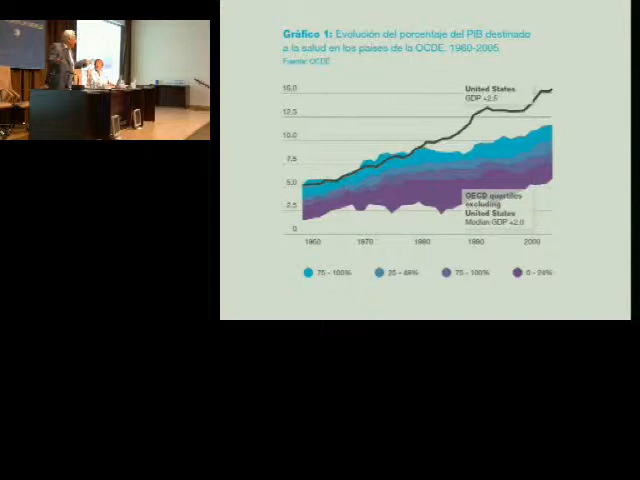 Gráfico 1: Evolución del porcentaje del PIB destinado
a la salud en los países de la OCDE. 1960-2005
Fuente: OCDE
15,0
12,5
10,0
7,5
5,0
2,5
0
United States
GDP +2,5
OECD quartiles
excluding
United States
Median GDP +2,0
1960
1970
1980
1990
2000
75 - 100%
25 - 49%
75 - 100%
0 - 24%